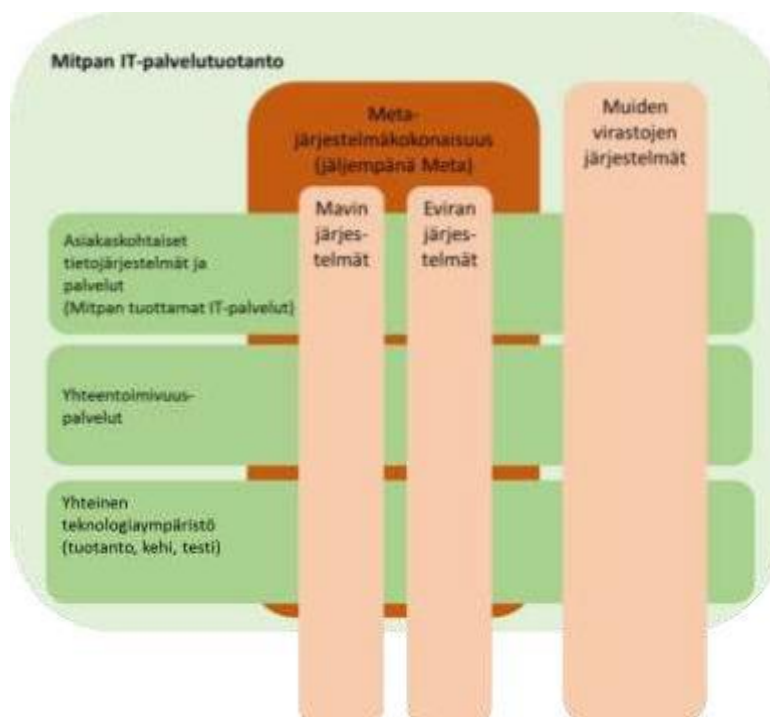 Mitpan IT-palvelutuotanto
Meta-
järjestelmäkokonaisuus
(jäljempänä Meta)
Muiden
virastojen
järjestelmät
Mavin
järjes-
telmät
Eviran
järjes-
telmät
Asiakaskohtaiset
tietojärjestelmät ja
palvelut
(Mitpan tuottamat IT-palvelut)
Yhteentoimivuus-
palvelut
Yhteinen
teknologiaympäristö
(tuotanto, kehi, testi)